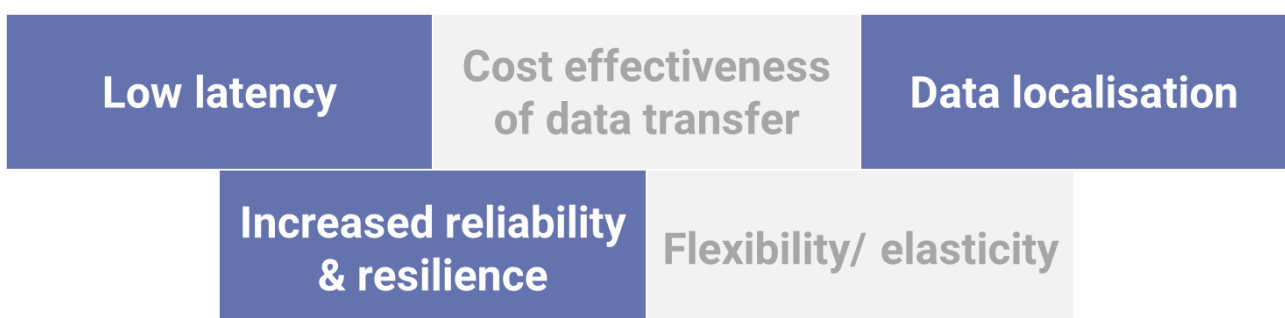 Low latency
Cost effectiveness
of data transfer
Data localisation
Increased reliability
& resilience
Flexibility/ elasticity